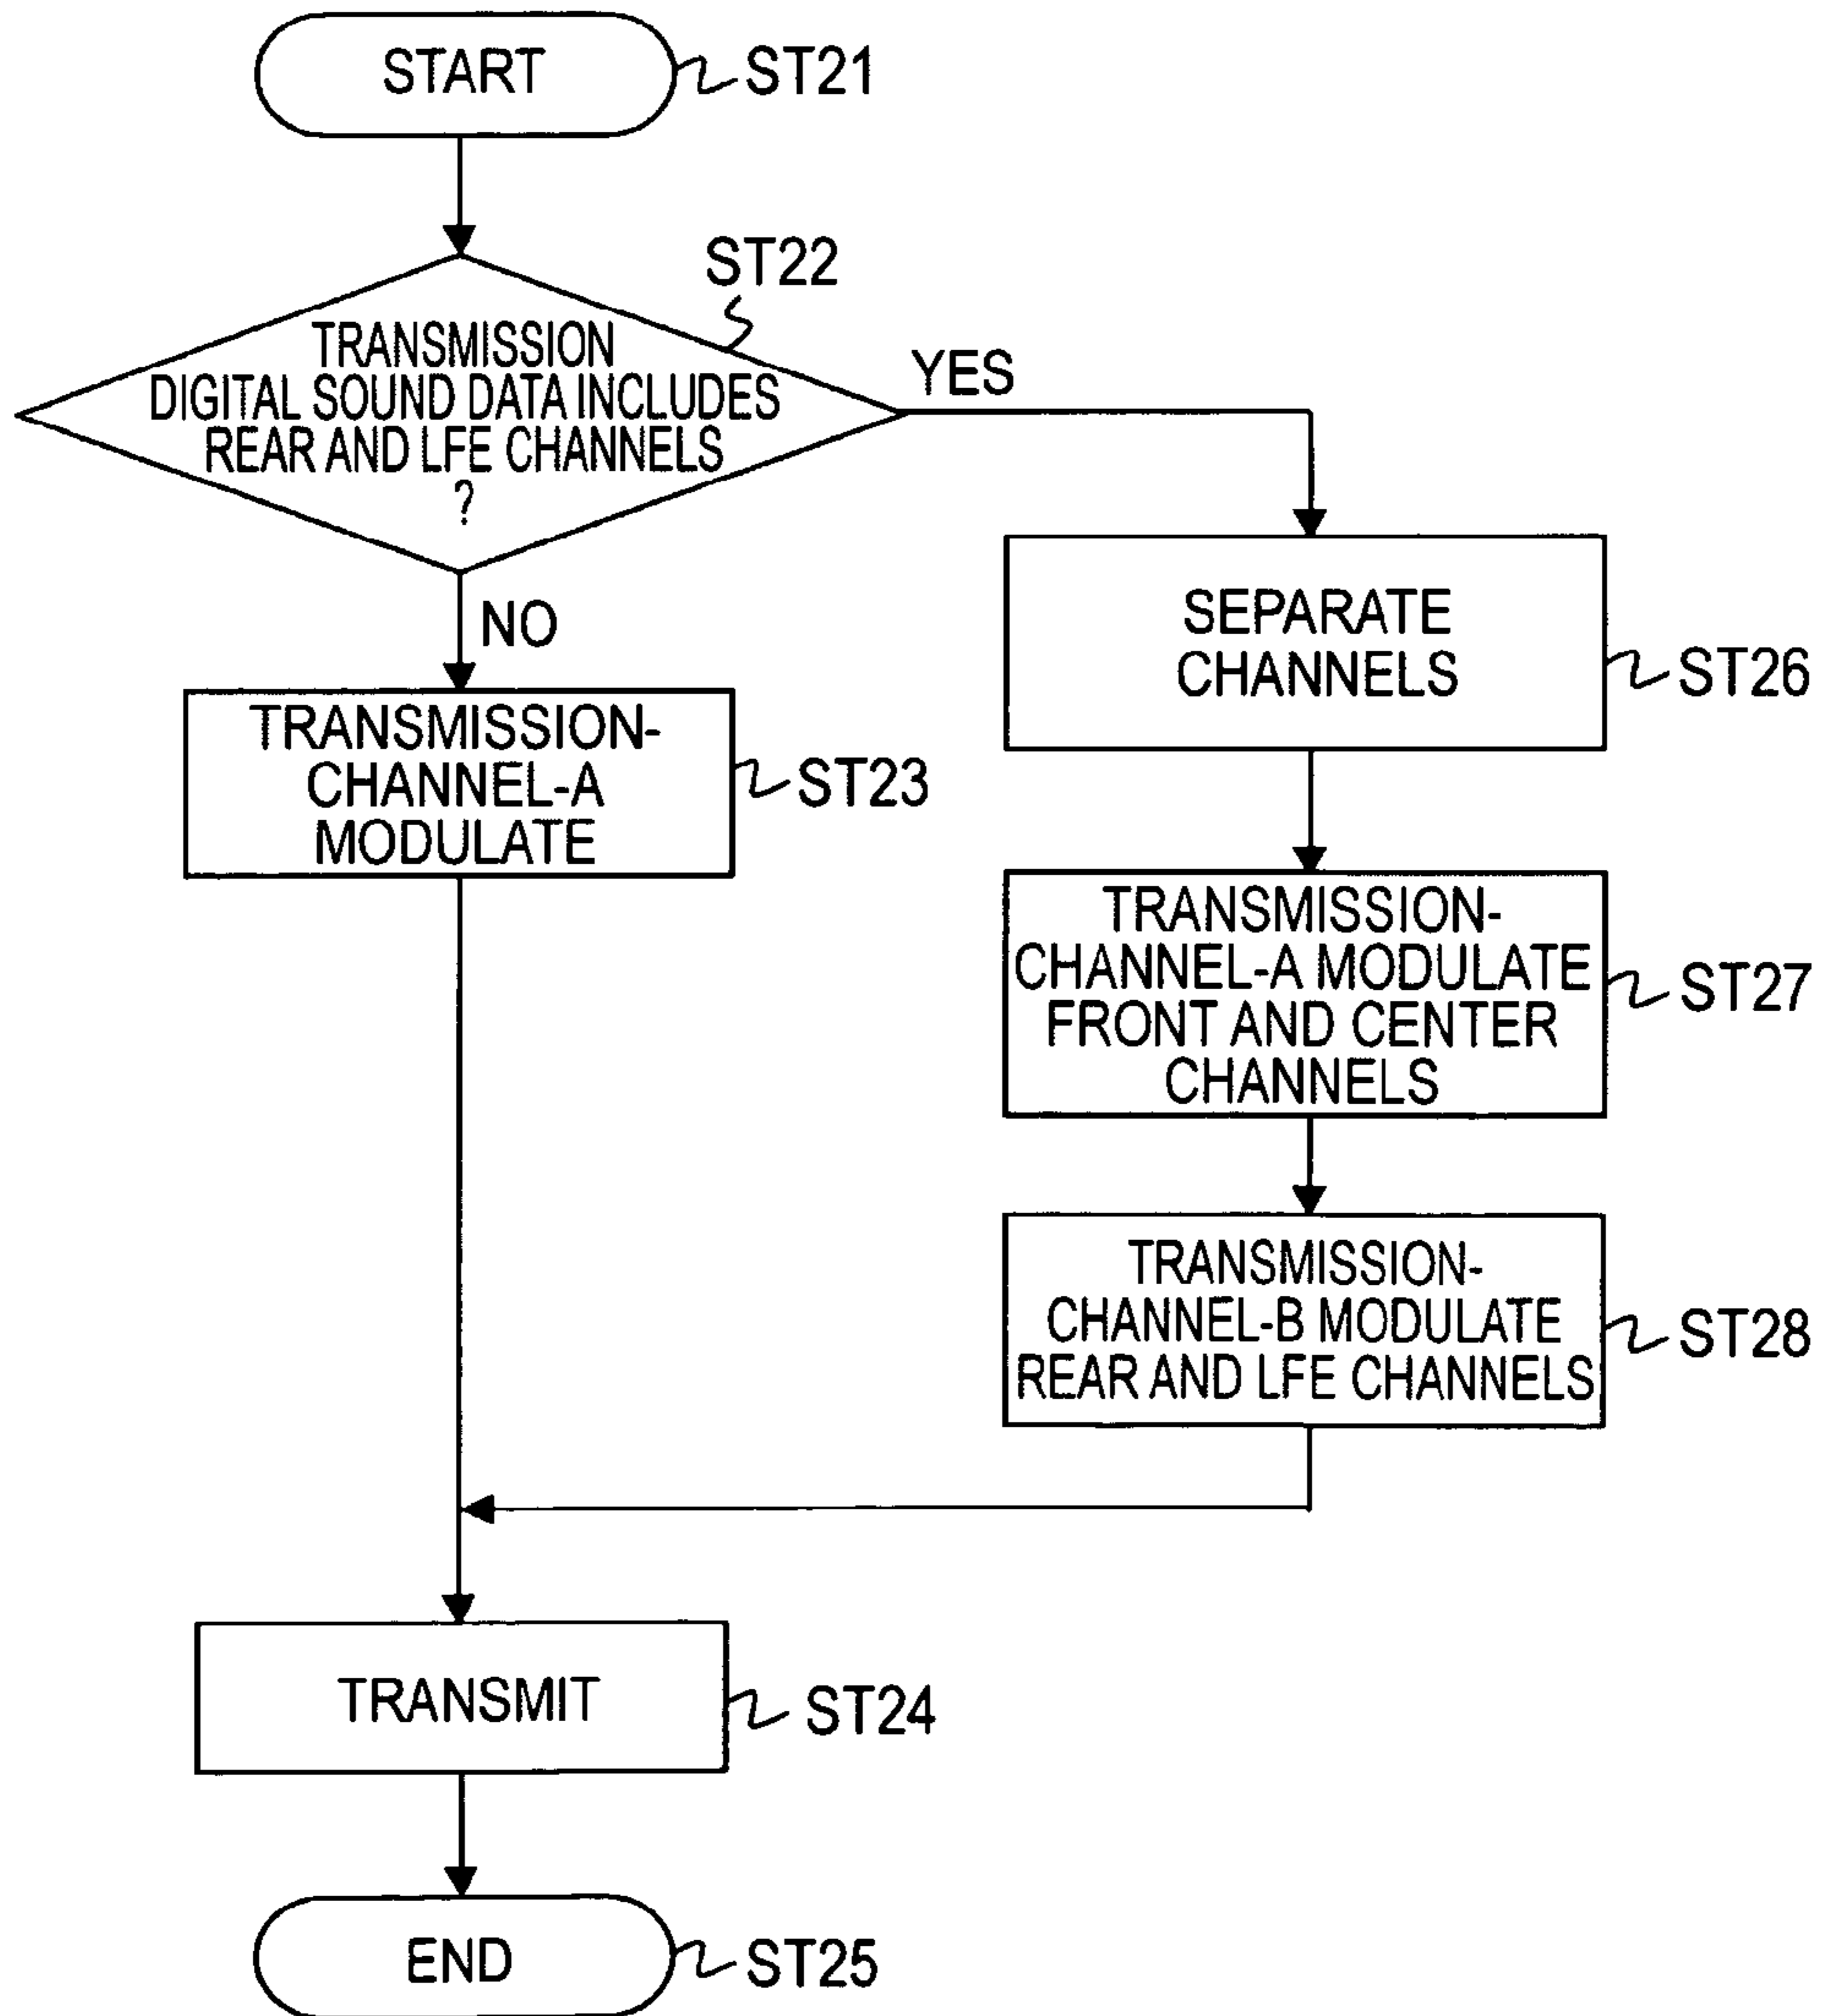 START
ST21
ST22
TRANSMISSION
DIGITAL SOUND DATA INCLUDES
REAR AND LFE CHANNELS
?
YES
NO
TRANSMISSION-
CHANNEL-A
MODULATE
ST23
SEPARATE
CHANNELS
ST26
TRANSMISSION-
CHANNEL-A MODULATE
FRONT AND CENTER
CHANNELS
ST27
TRANSMISSION-
CHANNEL-B MODULATE
REAR AND LFE CHANNELS
ST28
TRANSMIT
ST24
END
ST25